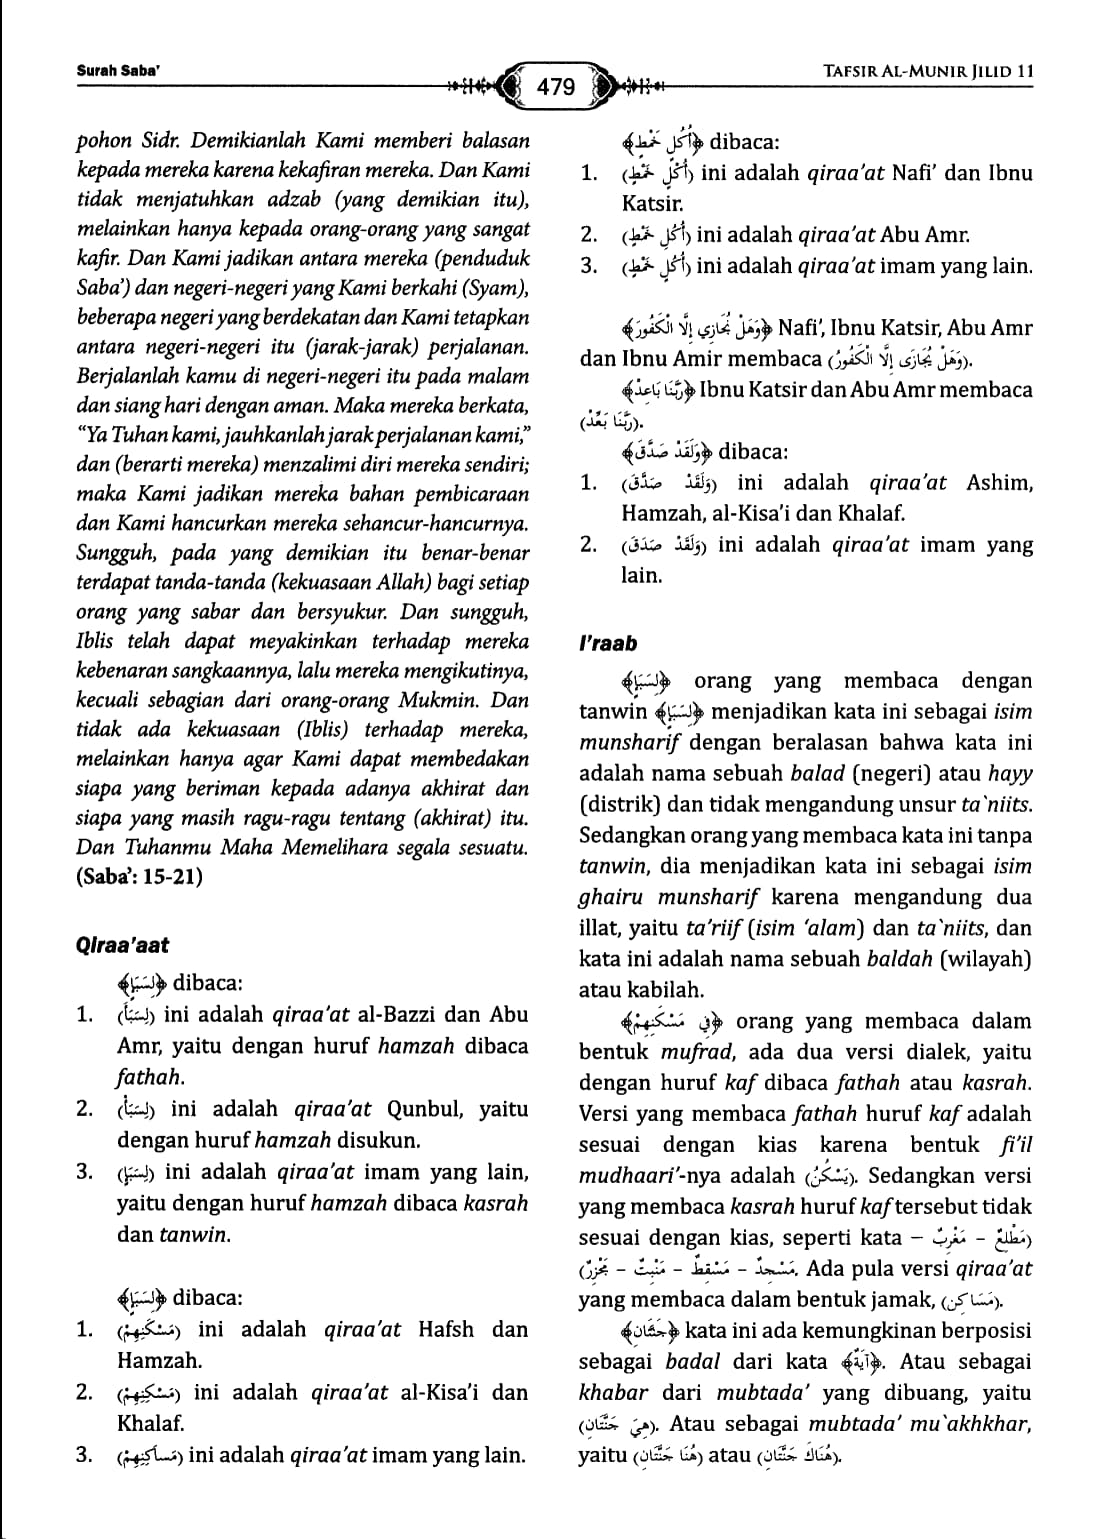 Surah Saba'
479
TAFSIR AL-MUNIR JILID 11
pohon Sidr. Demikianlah Kami memberi balasan
kepada mereka karena kekafiran mereka. Dan Kami
tidak menjatuhkan adzab (yang demikian itu),
melainkan hanya kepada orang-orang yang sangat
kafir. Dan Kami jadikan antara mereka (penduduk
Saba') dan negeri-negeri yang Kami berkahi (Syam),
beberapa negeri yang berdekatan dan Kami tetapkan
antara negeri-negeri itu (jarak-jarak) perjalanan.
Berjalanlah kamu di negeri-negeri itu pada malam
dan siang hari dengan aman. Maka mereka berkata,
“Ya Tuhan kami, jauhkanlah jarak perjalanan kami,”
dan (berarti mereka) menzalimi diri mereka sendiri;
maka Kami jadikan mereka bahan pembicaraan
dan Kami hancurkan mereka sehancur-hancurnya.
Sungguh, pada yang demikian itu benar-benar
terdapat tanda-tanda (kekuasaan Allah) bagi setiap
orang yang sabar dan bersyukur. Dan sungguh,
Iblis telah dapat meyakinkan terhadap mereka
kebenaran sangkaannya, lalu mereka mengikutinya,
kecuali sebagian dari orang-orang Mukmin. Dan
tidak ada kekuasaan (Iblis) terhadap mereka,
melainkan hanya agar Kami dapat membedakan
siapa yang beriman kepada adanya akhirat dan
siapa yang masih ragu-ragu tentang (akhirat) itu.
Dan Tuhanmu Maha Memelihara segala sesuatu.
(Saba': 15-21)
Qiraa'aat
﴿لِسَبَإٍ﴾ dibaca:
1. (لِسَبَأَ) ini adalah qiraa'at al-Bazzi dan Abu
Amr, yaitu dengan huruf hamzah dibaca
fathah.
2. (لِسَبَأْ) ini adalah qiraa'at Qunbul, yaitu
dengan huruf hamzah disukun.
3. (لِسَبَإٍ) ini adalah qiraa'at imam yang lain,
yaitu dengan huruf hamzah dibaca kasrah
dan tanwin.
﴿لِسَبَإٍ﴾ dibaca:
1. (مَسْكَنِهِمْ) ini adalah qiraa'at Hafsh dan
Hamzah.
2. (مَسْكِنِهِمْ) ini adalah qiraa'at al-Kisa'i dan
Khalaf.
3. (مَساكِنِهِمْ) ini adalah qiraa'at imam yang lain.
﴿أُكُلٍ خَمْطٍ﴾ dibaca:
1. (أُكْلٍ خَمْطٍ) ini adalah qiraa'at Nafi' dan Ibnu
Katsir.
2. (أُكُلِ خَمْطٍ) ini adalah qiraa'at Abu Amr.
3. (أُكُلٍ خَمْطٍ) ini adalah qiraa'at imam yang lain.
﴿وَهَلْ نُجَازِي إِلَّا الْكَفُورَ﴾ Nafi', Ibnu Katsir, Abu Amr
dan Ibnu Amir membaca (وَهَلْ يُجَازَى إِلَّا الْكَفُورُ).
﴿رَبَّنَا بَاعِدْ﴾ Ibnu Katsir dan Abu Amr membaca
(رَبَّنَا بَعِّدْ).
﴿وَلَقَدْ صَدَّقَ﴾ dibaca:
1. (وَلَقَدْ صَدَّقَ) ini adalah qiraa'at Ashim,
Hamzah, al-Kisa'i dan Khalaf.
2. (وَلَقَدْ صَدَقَ) ini adalah qiraa'at imam yang
lain.
I'raab
﴿لِسَبَإٍ﴾ orang yang membaca dengan
tanwin ﴿لِسَبَإٍ﴾ menjadikan kata ini sebagai isim
munsharif dengan beralasan bahwa kata ini
adalah nama sebuah balad (negeri) atau hayy
(distrik) dan tidak mengandung unsur ta`niits.
Sedangkan orang yang membaca kata ini tanpa
tanwin, dia menjadikan kata ini sebagai isim
ghairu munsharif karena mengandung dua
illat, yaitu ta'riif (isim 'alam) dan ta`niits, dan
kata ini adalah nama sebuah baldah (wilayah)
atau kabilah.
﴿فِي مَسْكَنِهِمْ﴾ orang yang membaca dalam
bentuk mufrad, ada dua versi dialek, yaitu
dengan huruf kaf dibaca fathah atau kasrah.
Versi yang membaca fathah huruf kaf adalah
sesuai dengan kias karena bentuk fi'il
mudhaari'-nya adalah (يَسْكُنُ). Sedangkan versi
yang membaca kasrah huruf kaf tersebut tidak
sesuai dengan kias, seperti kata (مَطْلِعٌ – مَغْرِبٌ –
مَسْجِدٌ – مَسْقِطٌ – مَنْبِتٌ – مَجْزِرٌ). Ada pula versi qiraa'at
yang membaca dalam bentuk jamak, (مَسَاكِنِ).
﴿جَنَّتَانِ﴾ kata ini ada kemungkinan berposisi
sebagai badal dari kata ﴿آيَةٌ﴾. Atau sebagai
khabar dari mubtada' yang dibuang, yaitu
(هِيَ جَنَّتَانِ). Atau sebagai mubtada' mu`akhkhar,
yaitu (هُنَا جَنَّتَانِ) atau (هُنَاكَ جَنَّتَانِ).